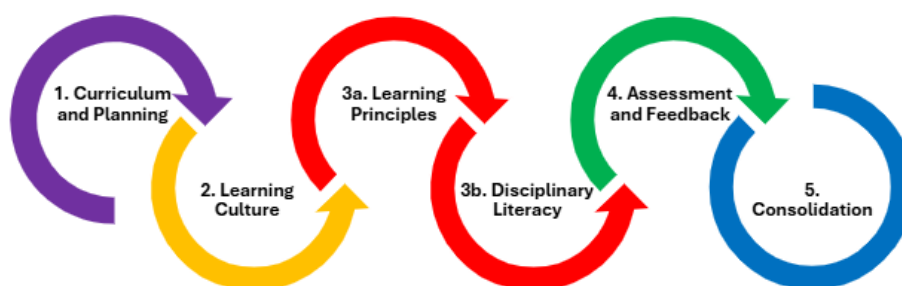 1. Curriculum
and Planning
2. Learning
Culture
3a. Learning
Principles
3b. Disciplinary
Literacy
4. Assessment
and Feedback
5.
Consolidation